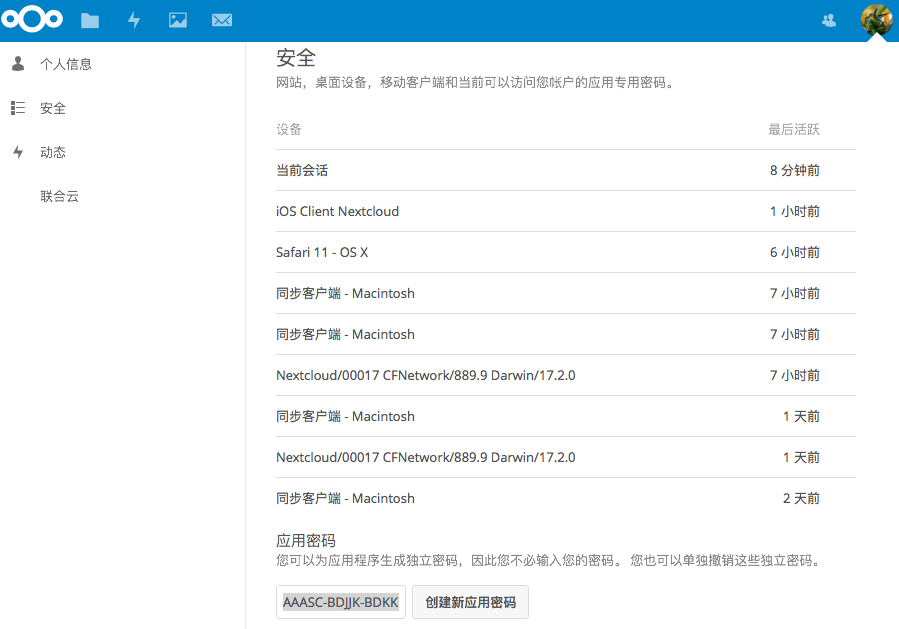 个人信息
安全
动态
联合云
安全
网站，桌面设备，移动客户端和当前可以访问您帐户的应用专用密码。
设备 最后活跃
当前会话 8 分钟前
iOS Client Nextcloud 1 小时前
Safari 11 - OS X 6 小时前
同步客户端 - Macintosh 7 小时前
同步客户端 - Macintosh 7 小时前
Nextcloud/00017 CFNetwork/889.9 Darwin/17.2.0 7 小时前
同步客户端 - Macintosh 1 天前
Nextcloud/00017 CFNetwork/889.9 Darwin/17.2.0 1 天前
同步客户端 - Macintosh 2 天前
应用密码
您可以为应用程序生成独立密码，因此您不必输入您的密码。 您也可以单独撤销这些独立密码。
AAASC-BDJJK-BDKK 创建新应用密码